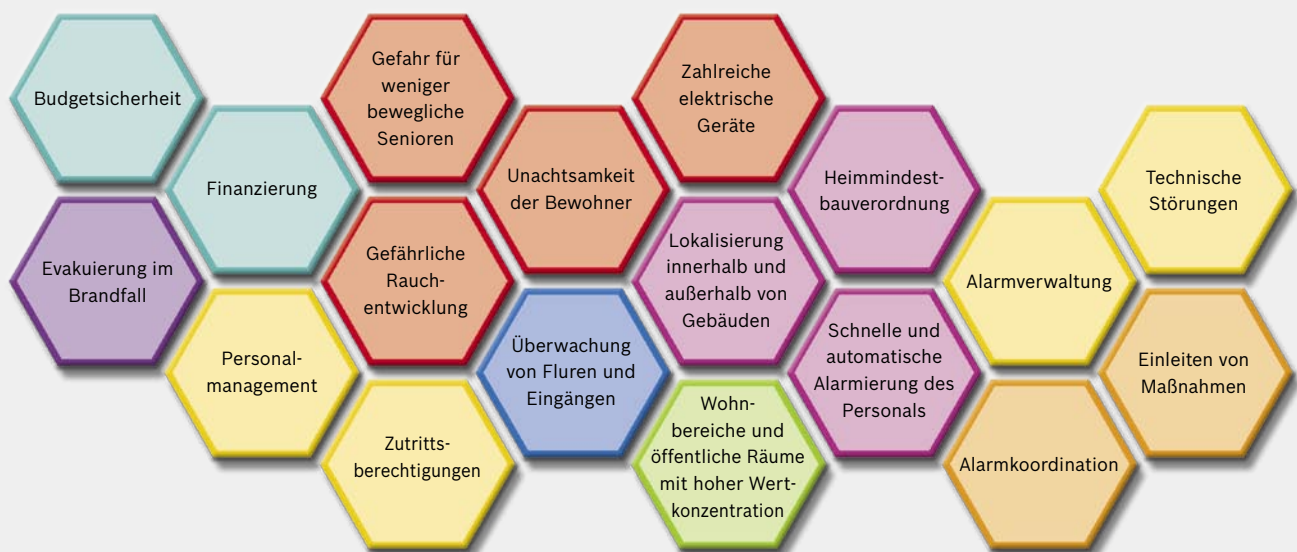 Budgetsicherheit
Finanzierung
Gefahr für
weniger
bewegliche
Senioren
Unachtsamkeit
der Bewohner
Zahlreiche
elektrische
Geräte
Heimmindest-
bauverordnung
Technische
Störungen
Evakuierung im
Brandfall
Gefährliche
Rauch-
entwicklung
Lokalisierung
innerhalb und
außerhalb von
Gebäuden
Alarmverwaltung
Personal-
management
Überwachung
von Fluren und
Eingängen
Schnelle und
automatische
Alarmierung des
Personals
Einleiten von
Maßnahmen
Zutritts-
berechtigungen
Wohn-
bereiche und
öffentliche Räume
mit hoher Wert-
konzentration
Alarmkoordination